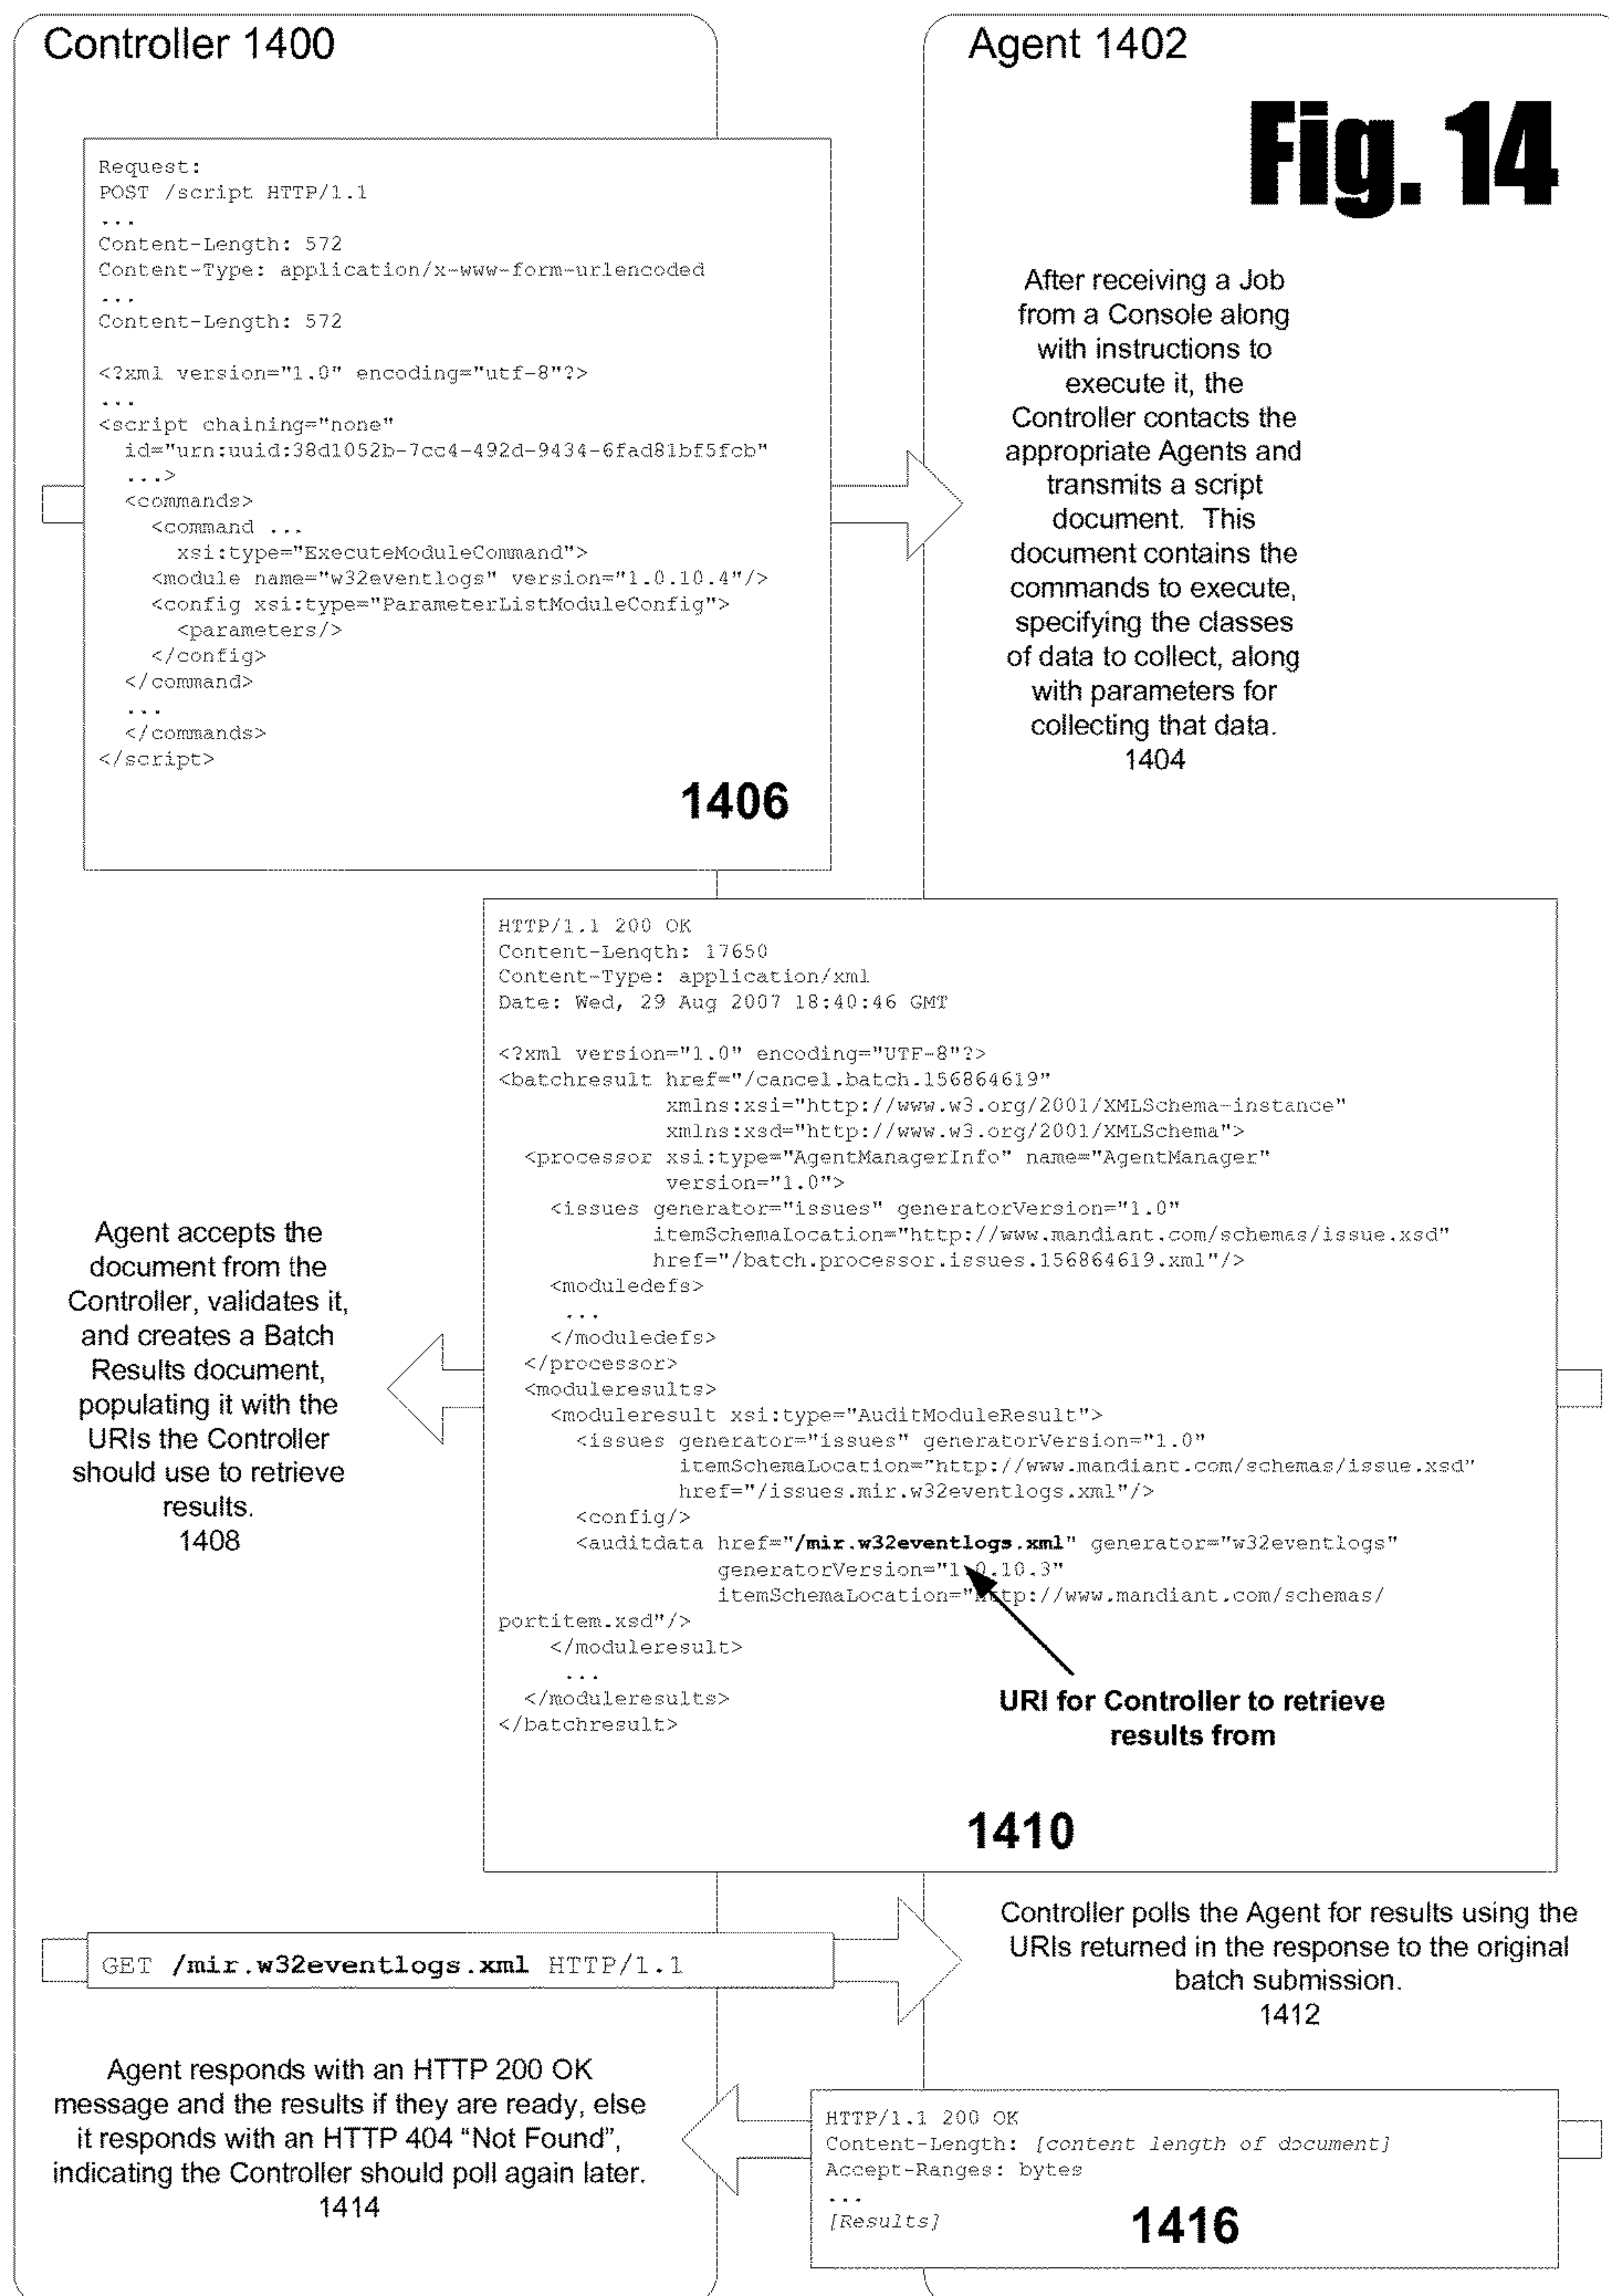 Controller 1400
Agent 1402
Fig. 14
Request:
POST /script HTTP/1.1
...
Content-Length: 572
Content-Type: application/x-www-form-urlencoded
...
Content-Length: 572
<?xml version="1.0" encoding="utf-8"?>
...
<script chaining="none"
id="urn:uuid:38d1052b-7cc4-492d-9434-6fad81bf5fcb"
...>
<commands>
<command ...
xsi:type="ExecuteModuleCommand">
<module name="w32eventlogs" version="1.0.10.4"/>
<config xsi:type="ParameterListModuleConfig">
<parameters/>
</config>
</command>
...
</commands>
</script>
1406
After receiving a Job
from a Console along
with instructions to
execute it, the
Controller contacts the
appropriate Agents and
transmits a script
document. This
document contains the
commands to execute,
specifying the classes
of data to collect, along
with parameters for
collecting that data.
1404
HTTP/1.1 200 OK
Content-Length: 17650
Content-Type: application/xml
Date: Wed, 29 Aug 2007 18:40:46 GMT
<?xml version="1.0" encoding="UTF-8"?>
<batchresult href="/cancel.batch.156864619"
xmlns:xsi="http://www.w3.org/2001/XMLSchema-instance"
xmlns:xsd="http://www.w3.org/2001/XMLSchema">
<processor xsi:type="AgentManagerInfo" name="AgentManager"
version="1.0">
<issues generator="issues" generatorVersion="1.0"
itemSchemaLocation="http://www.mandiant.com/schemas/issue.xsd"
href="/batch.processor.issues.156864619.xml"/>
<moduledefs>
...
</moduledefs>
</processor>
<moduleresults>
<moduleresult xsi:type="AuditModuleResult">
<issues generator="issues" generatorVersion="1.0"
itemSchemaLocation="http://www.mandiant.com/schemas/issue.xsd"
href="/issues.mir.w32eventlogs.xml"/>
<config/>
<auditdata href="/mir.w32eventlogs.xml" generator="w32eventlogs"
generatorVersion="1.0.10.3"
itemSchemaLocation="http://www.mandiant.com/schemas/
portitem.xsd"/>
</moduleresult>
...
</moduleresults>
</batchresult>
URI for Controller to retrieve
results from
1410
Agent accepts the
document from the
Controller, validates it,
and creates a Batch
Results document,
populating it with the
URIs the Controller
should use to retrieve
results.
1408
GET /mir.w32eventlogs.xml HTTP/1.1
Controller polls the Agent for results using the
URIs returned in the response to the original
batch submission.
1412
Agent responds with an HTTP 200 OK
message and the results if they are ready, else
it responds with an HTTP 404 “Not Found”,
indicating the Controller should poll again later.
1414
HTTP/1.1 200 OK
Content-Length: [content length of document]
Accept-Ranges: bytes
...
[Results]
1416